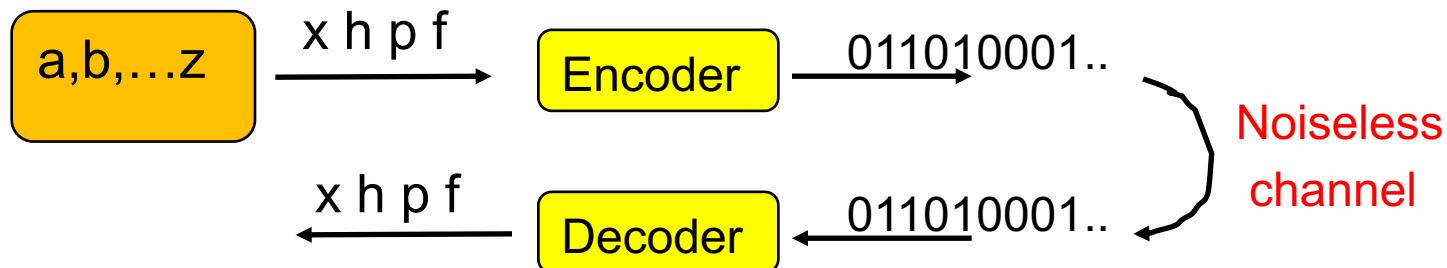 a,b,…z
x h p f
Encoder
011010001..
Noiseless
channel
x h p f
Decoder
011010001..